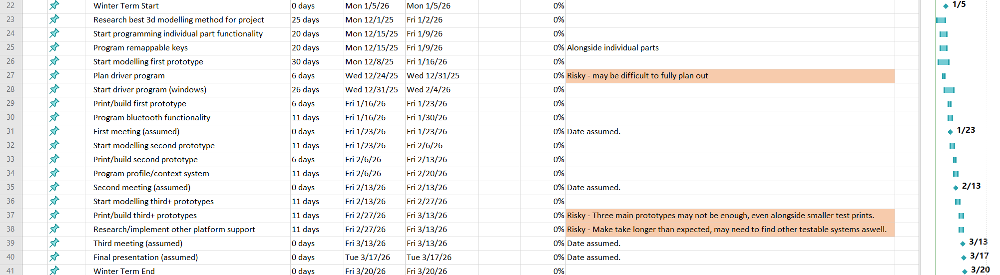 22 Winter Term Start 0 days Mon 1/5/26 Mon 1/5/26 0% 1/5
23 Research best 3d modelling method for project 25 days Mon 12/1/25 Fri 1/2/26 0%
24 Start programming individual part functionality 20 days Mon 12/15/25 Fri 1/9/26 0%
25 Program remappable keys 20 days Mon 12/15/25 Fri 1/9/26 0% Alongside individual parts
26 Start modelling first prototype 30 days Mon 12/8/25 Fri 1/16/26 0%
27 Plan driver program 6 days Wed 12/24/25 Wed 12/31/25 0% Risky - may be difficult to fully plan out
28 Start driver program (windows) 26 days Wed 12/31/25 Wed 2/4/26 0%
29 Print/build first prototype 6 days Fri 1/16/26 Fri 1/23/26 0%
30 Program bluetooth functionality 11 days Fri 1/16/26 Fri 1/30/26 0%
31 First meeting (assumed) 0 days Fri 1/23/26 Fri 1/23/26 0% Date assumed. 1/23
32 Start modelling second prototype 11 days Fri 1/23/26 Fri 2/6/26 0%
33 Print/build second prototype 6 days Fri 2/6/26 Fri 2/13/26 0%
34 Program profile/context system 11 days Fri 2/6/26 Fri 2/20/26 0%
35 Second meeting (assumed) 0 days Fri 2/13/26 Fri 2/13/26 0% Date assumed. 2/13
36 Start modelling third+ prototypes 11 days Fri 2/13/26 Fri 2/27/26 0%
37 Print/build third+ prototypes 11 days Fri 2/27/26 Fri 3/13/26 0% Risky - Three main prototypes may not be enough, even alongside smaller test prints.
38 Research/implement other platform support 11 days Fri 2/27/26 Fri 3/13/26 0% Risky - Make take longer than expected, may need to find other testable systems aswell.
39 Third meeting (assumed) 0 days Fri 3/13/26 Fri 3/13/26 0% Date assumed. 3/13
40 Final presentation (assumed) 0 days Tue 3/17/26 Tue 3/17/26 0% Date assumed. 3/17
41 Winter Term End 0 days Fri 3/20/26 Fri 3/20/26 0% 3/20